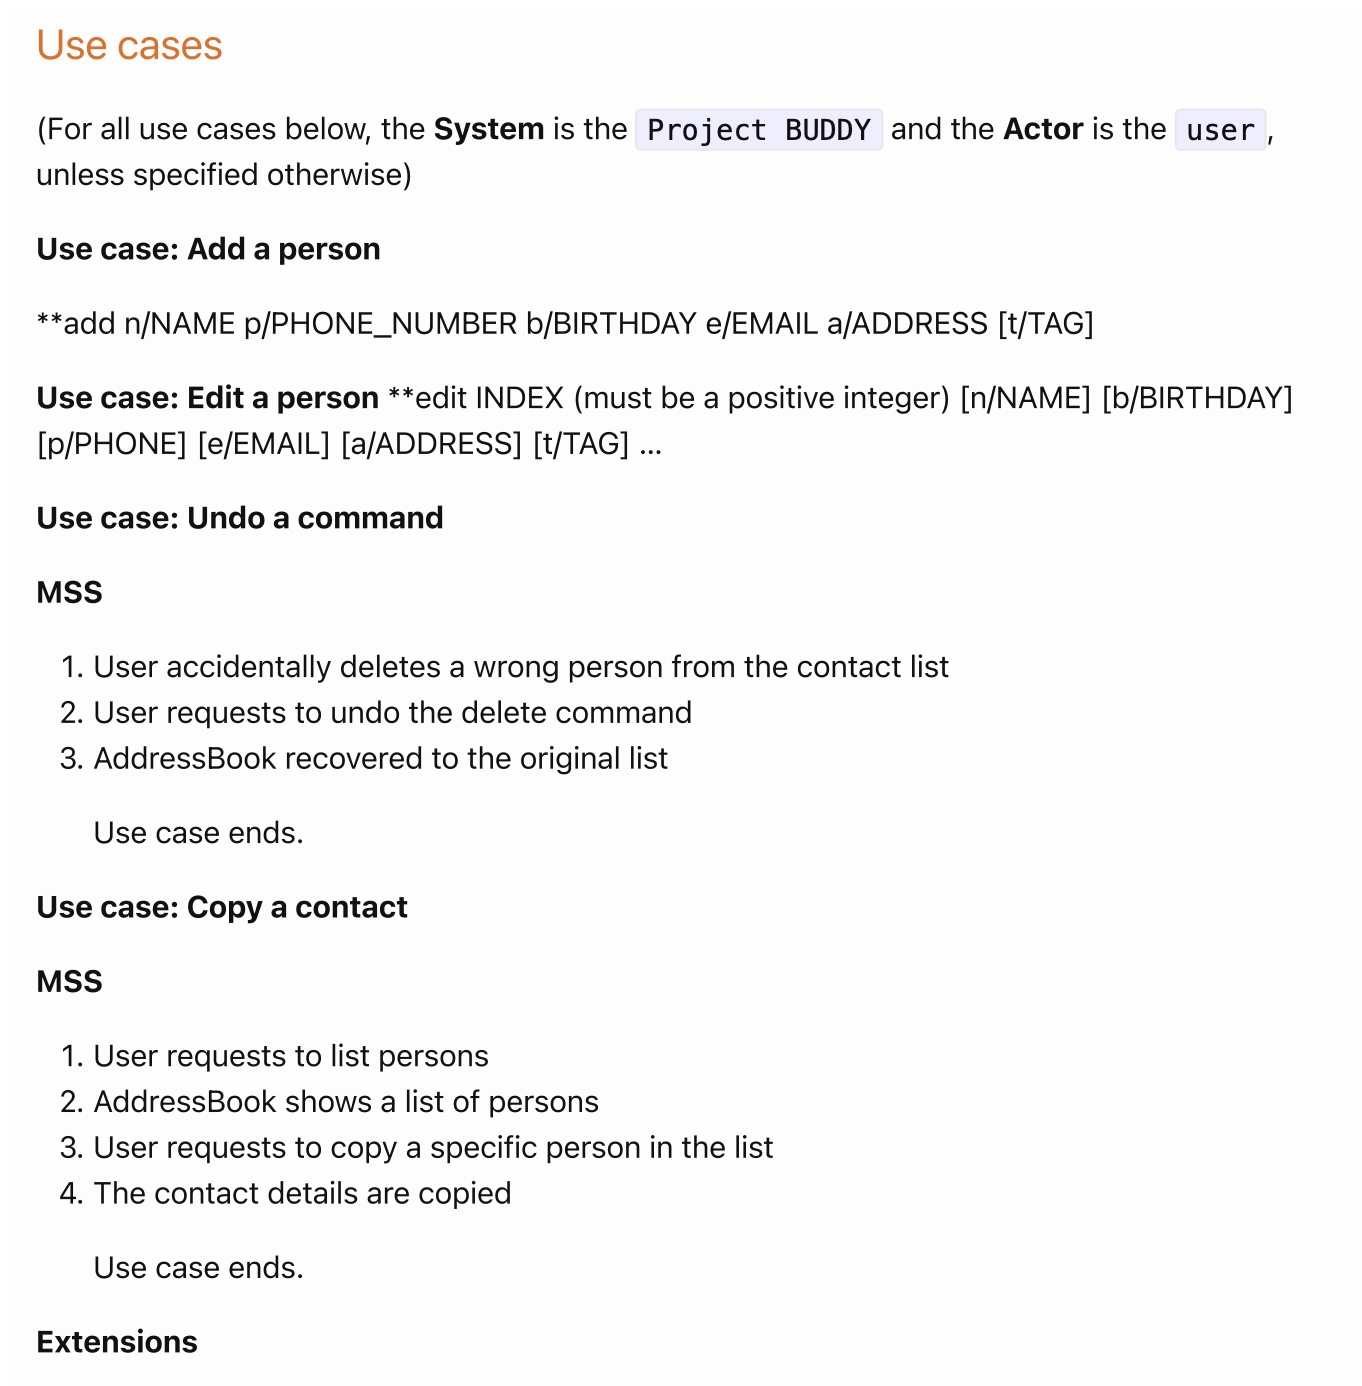 Use cases
(For all use cases below, the System is the Project BUDDY and the Actor is the user,
unless specified otherwise)
Use case: Add a person
**add n/NAME p/PHONE_NUMBER b/BIRTHDAY e/EMAIL a/ADDRESS [t/TAG]
Use case: Edit a person **edit INDEX (must be a positive integer) [n/NAME] [b/BIRTHDAY]
[p/PHONE] [e/EMAIL] [a/ADDRESS] [t/TAG] ...
Use case: Undo a command
MSS
1. User accidentally deletes a wrong person from the contact list
2. User requests to undo the delete command
3. AddressBook recovered to the original list
Use case ends.
Use case: Copy a contact
MSS
1. User requests to list persons
2. AddressBook shows a list of persons
3. User requests to copy a specific person in the list
4. The contact details are copied
Use case ends.
Extensions